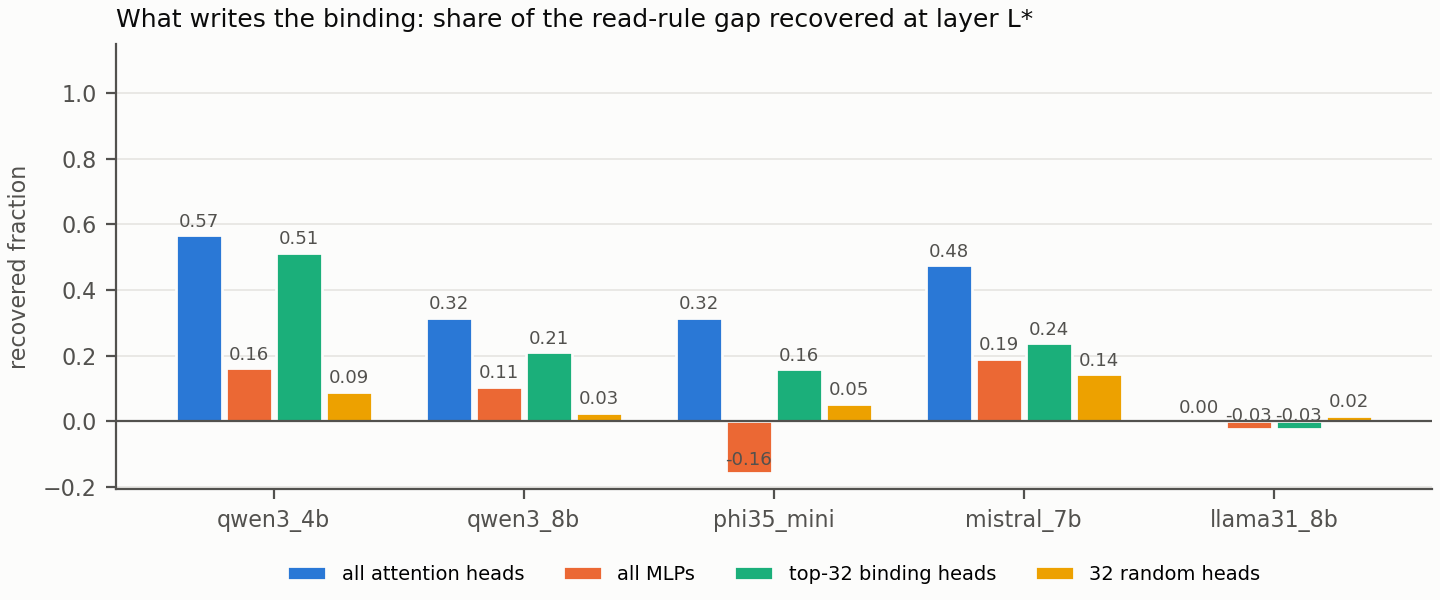 What writes the binding: share of the read-rule gap recovered at layer L*
recovered fraction
1.0
0.8
0.6
0.4
0.2
0.0
−0.2
0.57
0.16
0.51
0.09
0.32
0.11
0.21
0.03
0.32
-0.16
0.16
0.05
0.48
0.19
0.24
0.14
0.00
-0.03
-0.03
0.02
qwen3_4b
qwen3_8b
phi35_mini
mistral_7b
llama31_8b
all attention heads
all MLPs
top-32 binding heads
32 random heads